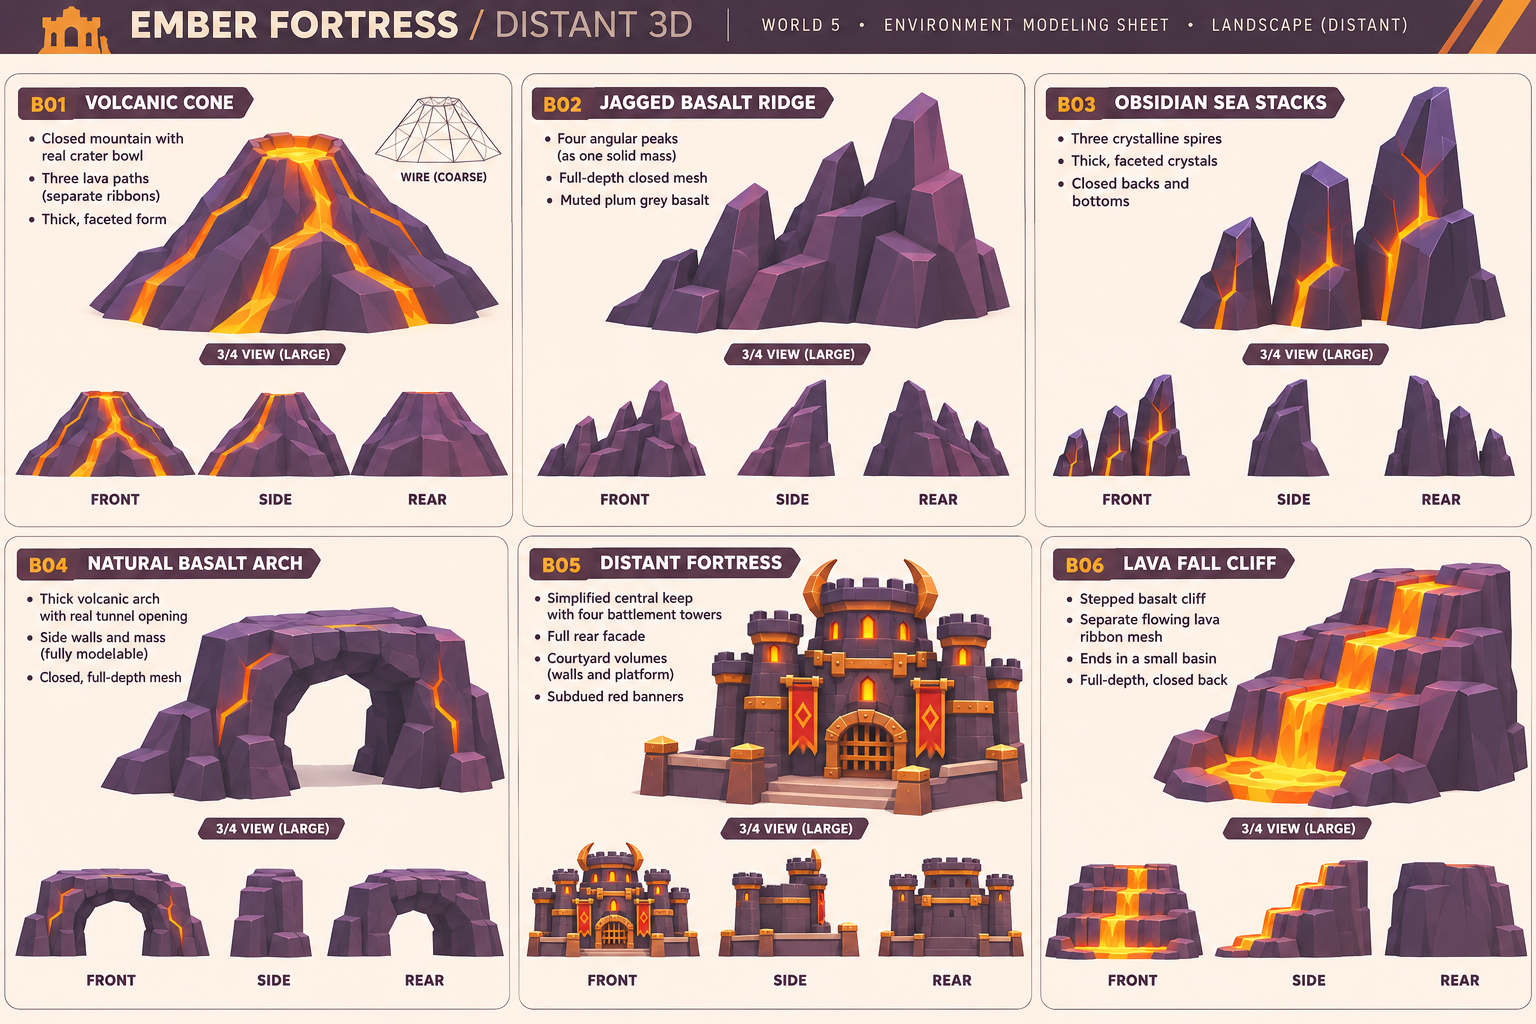 EMBER FORTRESS / DISTANT 3D
WORLD 5 • ENVIRONMENT MODELING SHEET • LANDSCAPE (DISTANT)
B01 VOLCANIC CONE
• Closed mountain with
real crater bowl
• Three lava paths
(separate ribbons)
• Thick, faceted form
WIRE (COARSE)
3/4 VIEW (LARGE)
FRONT
SIDE
REAR
B02 JAGGED BASALT RIDGE
• Four angular peaks
(as one solid mass)
• Full-depth closed mesh
• Muted plum grey basalt
3/4 VIEW (LARGE)
FRONT
SIDE
REAR
B03 OBSIDIAN SEA STACKS
• Three crystalline spires
• Thick, faceted crystals
• Closed backs and
bottoms
3/4 VIEW (LARGE)
FRONT
SIDE
REAR
B04 NATURAL BASALT ARCH
• Thick volcanic arch
with real tunnel opening
• Side walls and mass
(fully modelable)
• Closed, full-depth mesh
3/4 VIEW (LARGE)
FRONT
SIDE
REAR
B05 DISTANT FORTRESS
• Simplified central keep
with four battlement towers
• Full rear facade
• Courtyard volumes
(walls and platform)
• Subdued red banners
3/4 VIEW (LARGE)
FRONT
SIDE
REAR
B06 LAVA FALL CLIFF
• Stepped basalt cliff
• Separate flowing lava
ribbon mesh
• Ends in a small basin
• Full-depth, closed back
3/4 VIEW (LARGE)
FRONT
SIDE
REAR